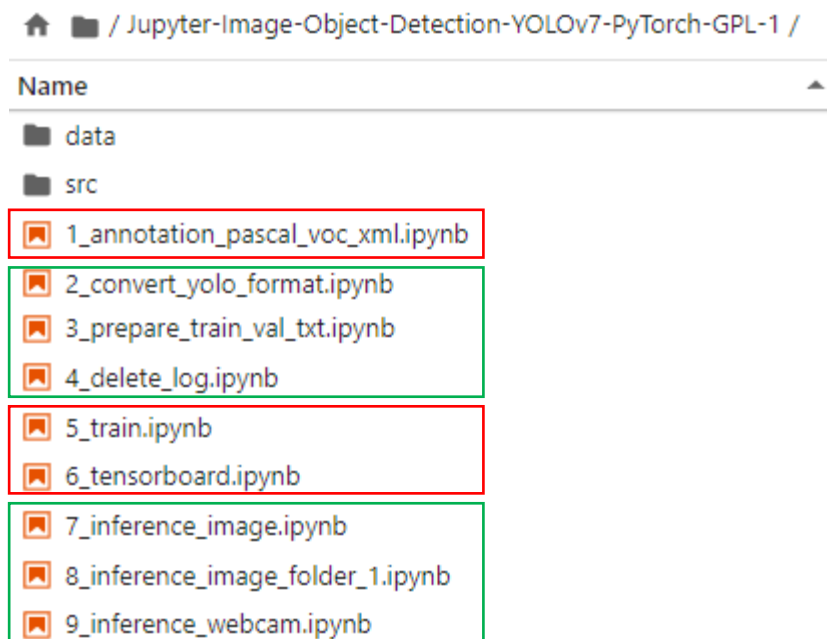 / Jupyter-Image-Object-Detection-YOLOv7-PyTorch-GPL-1 /
Name
data
src
1_annotation_pascal_voc_xml.ipynb
2_convert_yolo_format.ipynb
3_prepare_train_val_txt.ipynb
4_delete_log.ipynb
5_train.ipynb
6_tensorboard.ipynb
7_inference_image.ipynb
8_inference_image_folder_1.ipynb
9_inference_webcam.ipynb